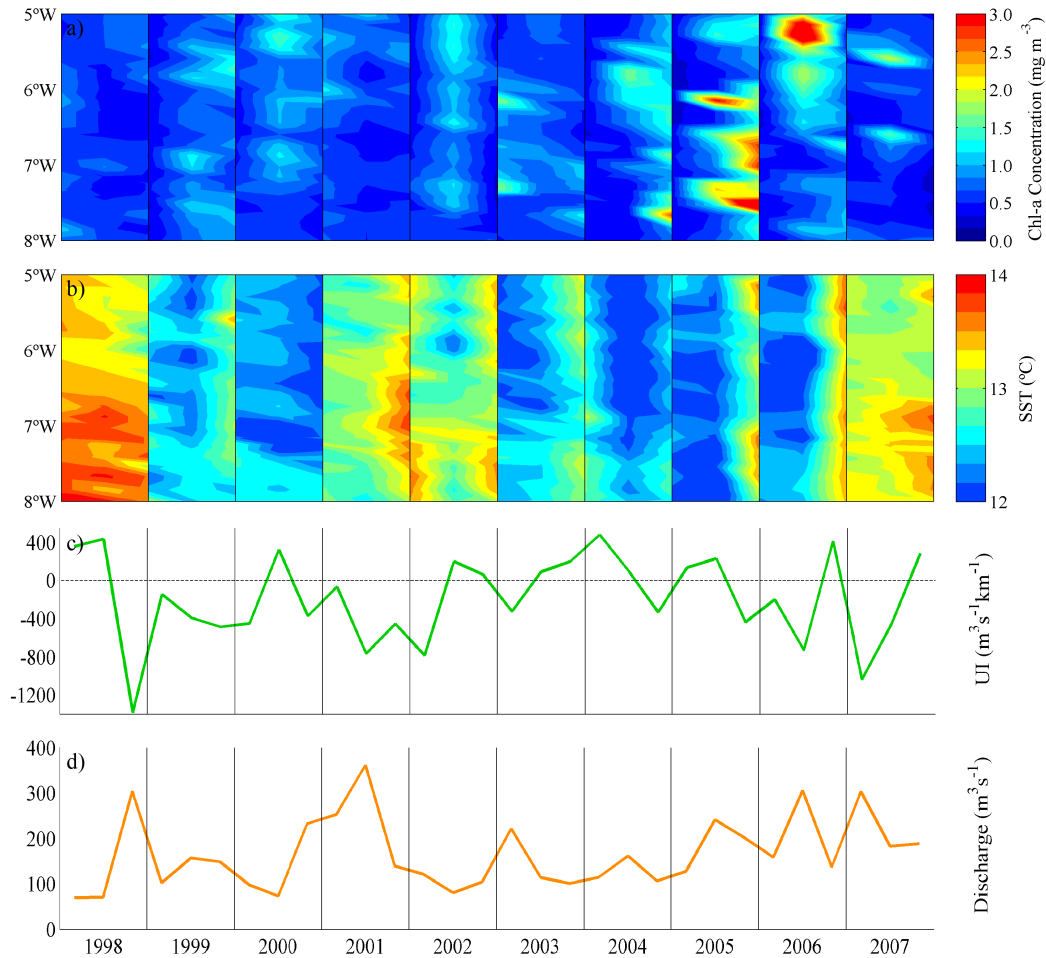 a)
5ºW
6ºW
7ºW
8ºW
3.0
2.5
2.0
1.5
1.0
0.5
0.0
Chl-a Concentration (mg m⁻³)
b)
5ºW
6ºW
7ºW
8ºW
14
13
12
SST (ºC)
c)
400
0
-400
-800
-1200
UI (m³s⁻¹km⁻¹)
d)
400
300
200
100
0
Discharge (m³s⁻¹)
1998 1999 2000 2001 2002 2003 2004 2005 2006 2007